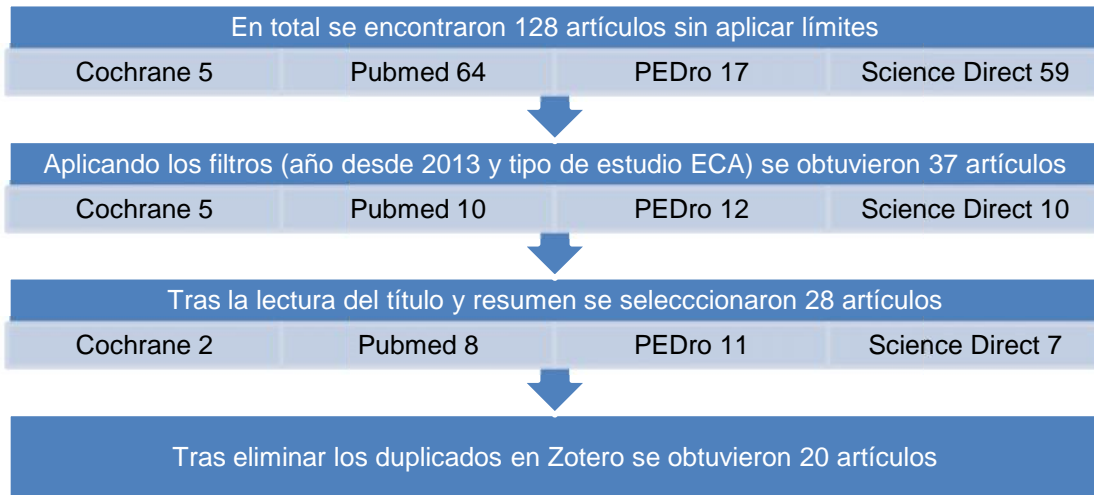 En total se encontraron 128 artículos sin aplicar límites
Cochrane 5 Pubmed 64 PEDro 17 Science Direct 59
Aplicando los filtros (año desde 2013 y tipo de estudio ECA) se obtuvieron 37 artículos
Cochrane 5 Pubmed 10 PEDro 12 Science Direct 10
Tras la lectura del título y resumen se selecccionaron 28 artículos
Cochrane 2 Pubmed 8 PEDro 11 Science Direct 7
Tras eliminar los duplicados en Zotero se obtuvieron 20 artículos